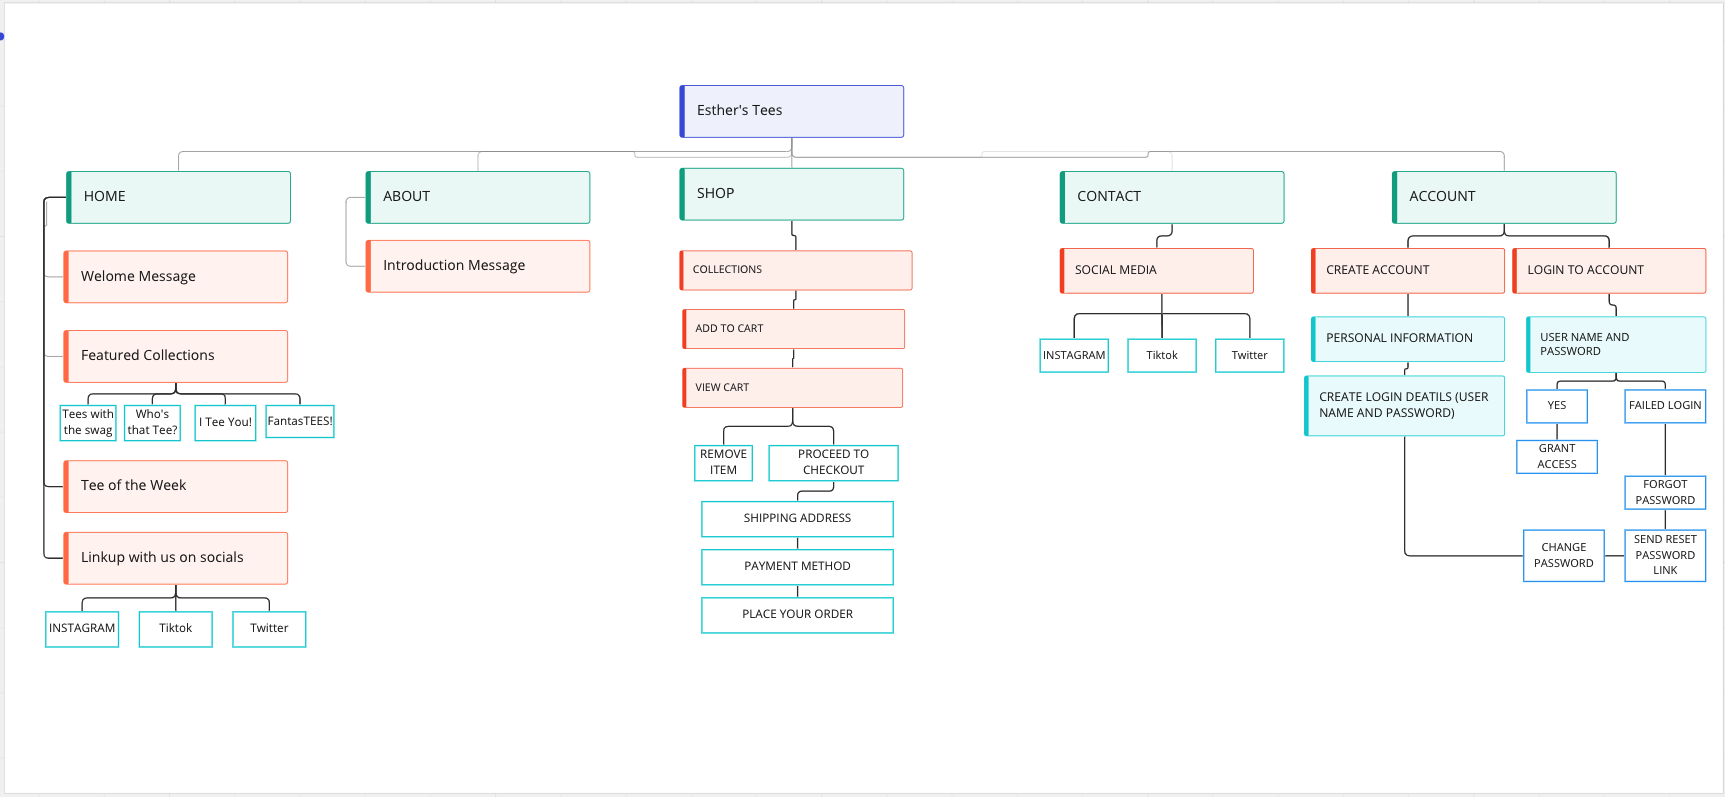 Esther's Tees
HOME
ABOUT
SHOP
CONTACT
ACCOUNT
Welome Message
Featured Collections
Tees with
the swag
Who's
that Tee?
I Tee You!
FantasTEES!
Tee of the Week
Linkup with us on socials
INSTAGRAM
Tiktok
Twitter
Introduction Message
COLLECTIONS
ADD TO CART
VIEW CART
REMOVE
ITEM
PROCEED TO
CHECKOUT
SHIPPING ADDRESS
PAYMENT METHOD
PLACE YOUR ORDER
SOCIAL MEDIA
INSTAGRAM
Tiktok
Twitter
CREATE ACCOUNT
PERSONAL INFORMATION
CREATE LOGIN DEATILS (USER
NAME AND PASSWORD)
LOGIN TO ACCOUNT
USER NAME AND
PASSWORD
YES
GRANT
ACCESS
FAILED LOGIN
FORGOT
PASSWORD
SEND RESET
PASSWORD
LINK
CHANGE
PASSWORD